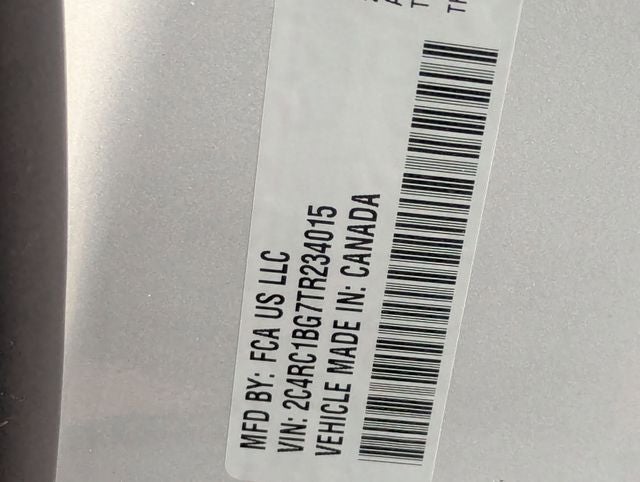 MFD BY: FCA US LLC
VIN: 2C4RC1BG7TR234015
VEHICLE MADE IN: CANADA